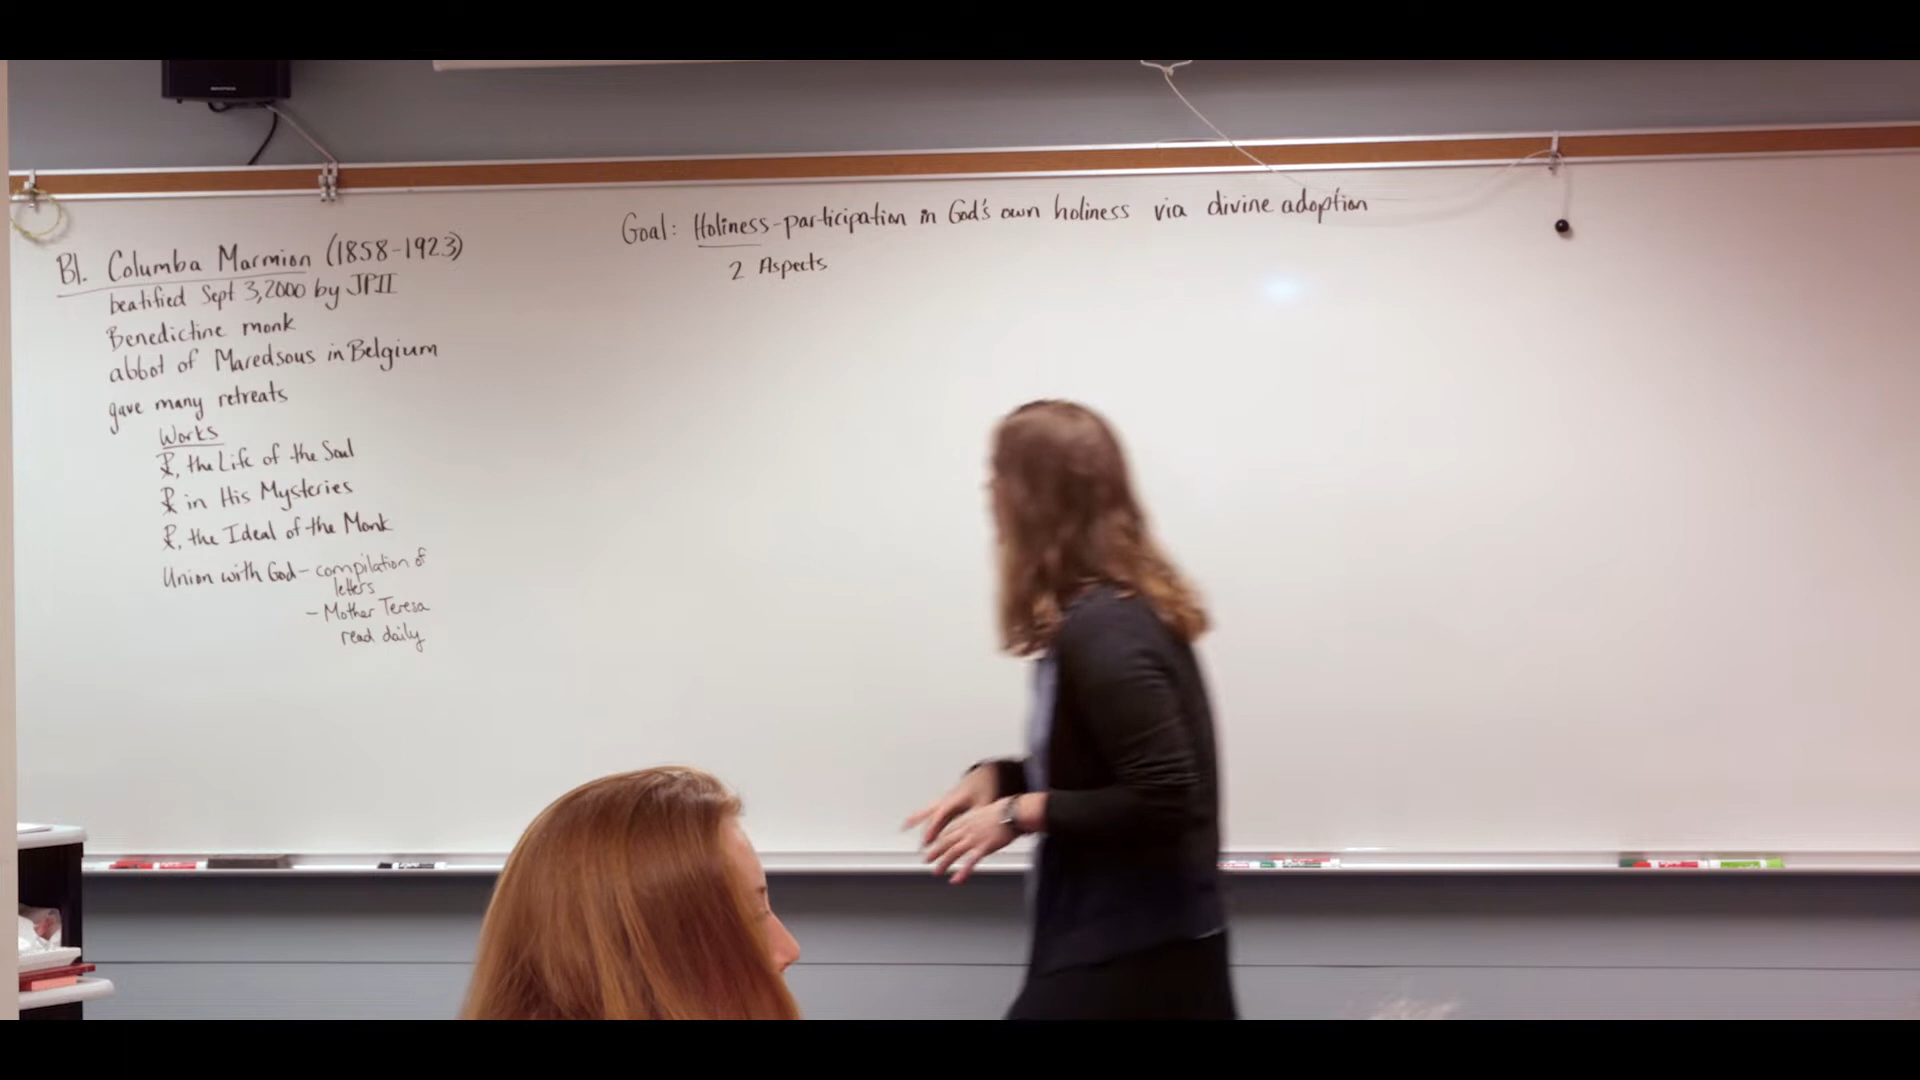 Bl. Columba Marmion (1858-1923)
beatified Sept 3, 2000 by JPII
Benedictine monk
abbot of Maredsous in Belgium
gave many retreats
Works
☧, the Life of the Soul
☧ in His Mysteries
☧, the Ideal of the Monk
Union with God - compilation of
letters
- Mother Teresa
read daily
Goal: Holiness - participation in God's own holiness via divine adoption
2 Aspects